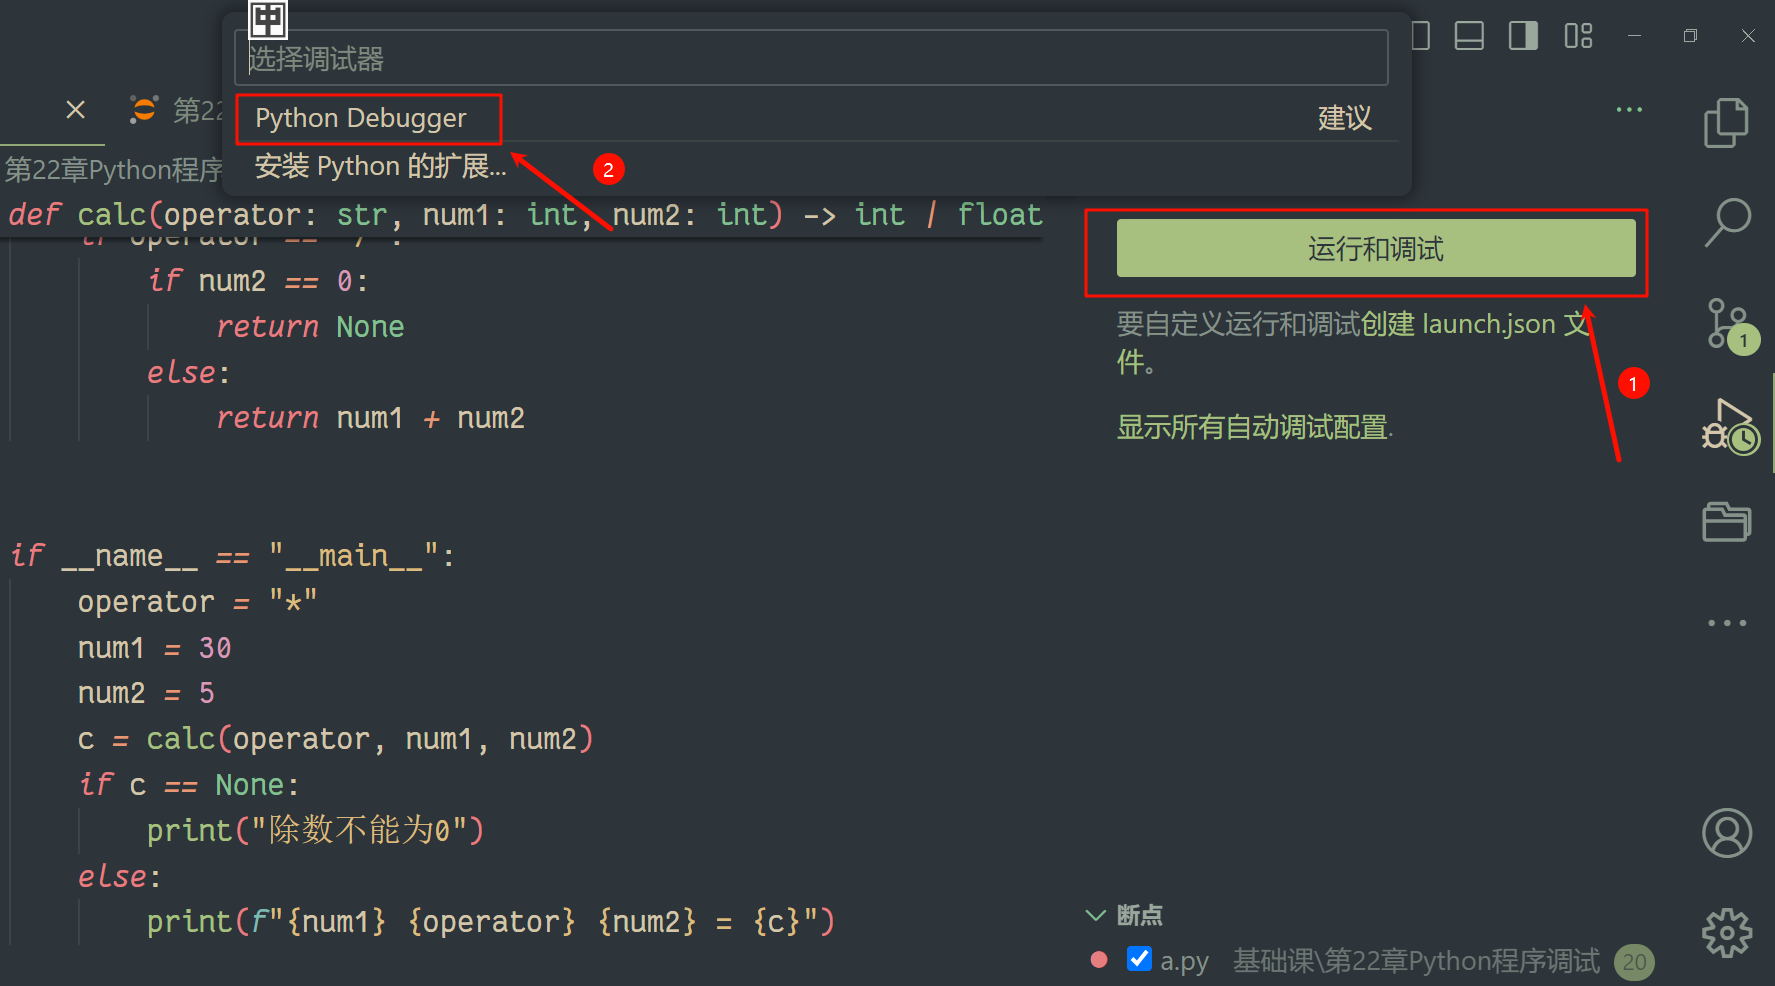 中
选择调试器
Python Debugger
建议
安装 Python 的扩展...
2
第22
第22章Python程序
def calc(operator: str, num1: int, num2: int) -> int | float
if operator == "/":
if num2 == 0:
return None
else:
return num1 + num2
if __name__ == "__main__":
operator = "*"
num1 = 30
num2 = 5
c = calc(operator, num1, num2)
if c == None:
print("除数不能为0")
else:
print(f"{num1} {operator} {num2} = {c}")
运行和调试
要自定义运行和调试创建 launch.json 文
件。
1
显示所有自动调试配置.
断点
a.py 基础课\第22章Python程序调试 20
1